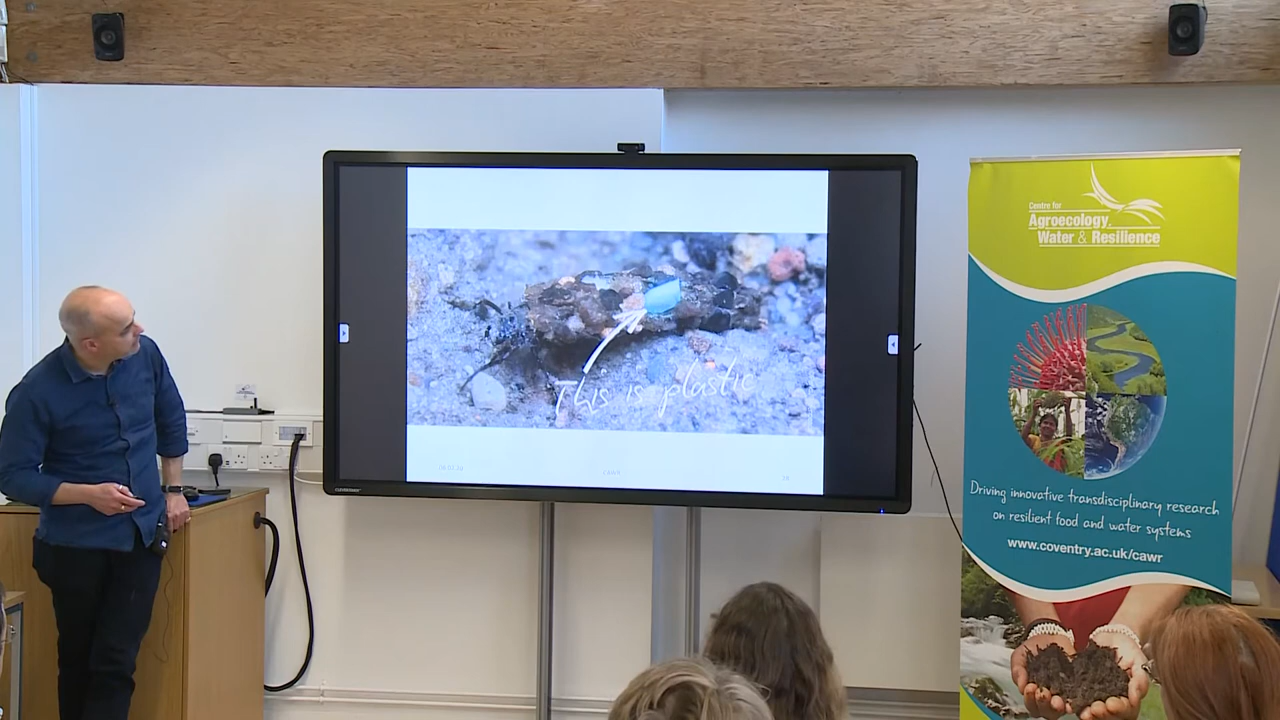 This is plastic
CAWR
Centre for
Agroecology,
Water & Resilience
Driving innovative transdisciplinary research
on resilient food and water systems
www.coventry.ac.uk/cawr